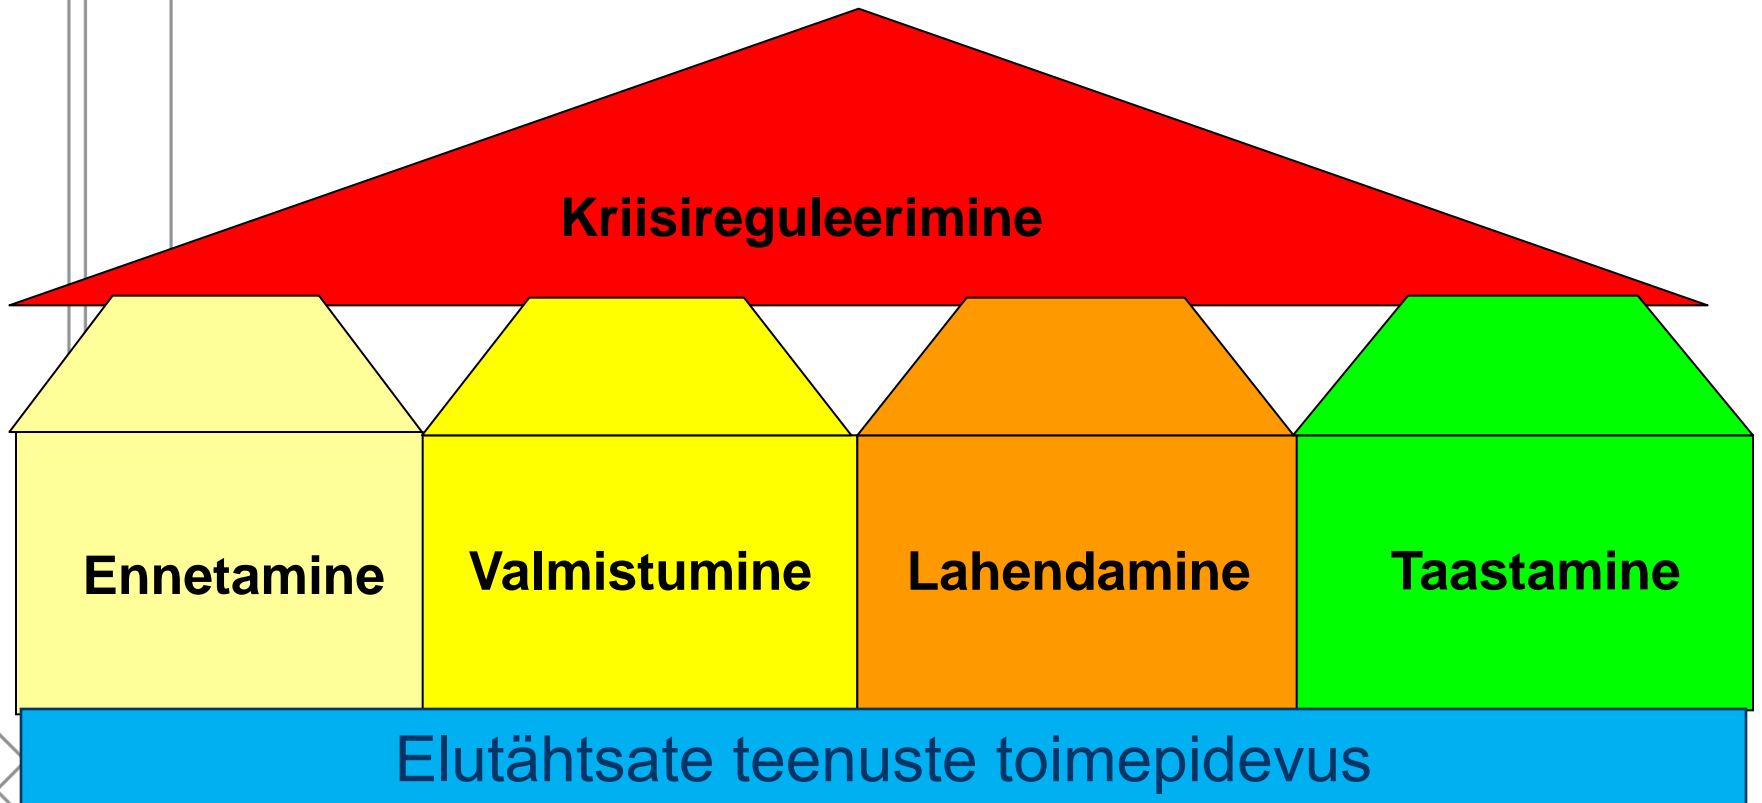 Kriisireguleerimine
Ennetamine
Valmistumine
Lahendamine
Taastamine
Elutähtsate teenuste toimepidevus